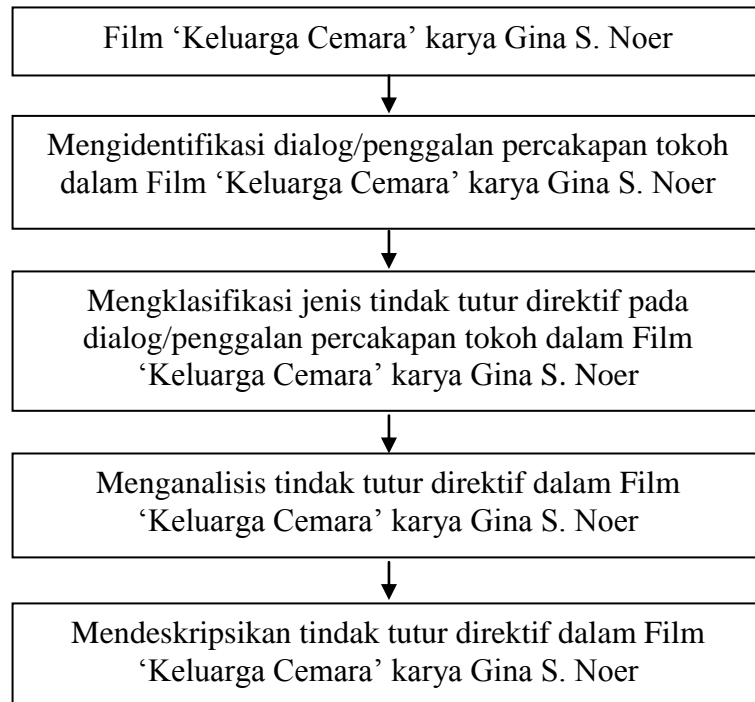 Film ‘Keluarga Cemara’ karya Gina S. Noer
Mengidentifikasi dialog/penggalan percakapan tokoh
dalam Film ‘Keluarga Cemara’ karya Gina S. Noer
Mengklasifikasi jenis tindak tutur direktif pada
dialog/penggalan percakapan tokoh dalam Film
‘Keluarga Cemara’ karya Gina S. Noer
Menganalisis tindak tutur direktif dalam Film
‘Keluarga Cemara’ karya Gina S. Noer
Mendeskripsikan tindak tutur direktif dalam Film
‘Keluarga Cemara’ karya Gina S. Noer